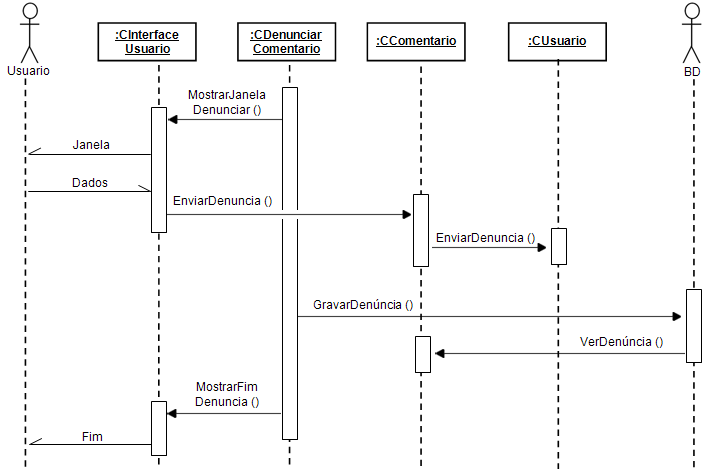 :CInterface
Usuario
:CDenunciar
Comentario
:CComentario
:CUsuario
Usuario
BD
MostrarJanela
Denunciar ()
Janela
Dados
EnviarDenuncia ()
EnviarDenuncia ()
GravarDenúncia ()
VerDenúncia ()
MostrarFim
Denuncia ()
Fim